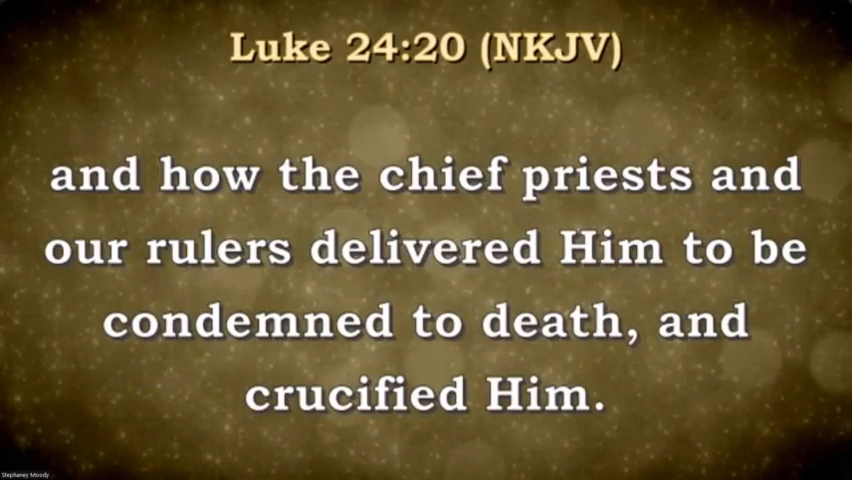 Luke 24:20 (NKJV)
and how the chief priests and
our rulers delivered Him to be
condemned to death, and
crucified Him.
Stephaney Moody